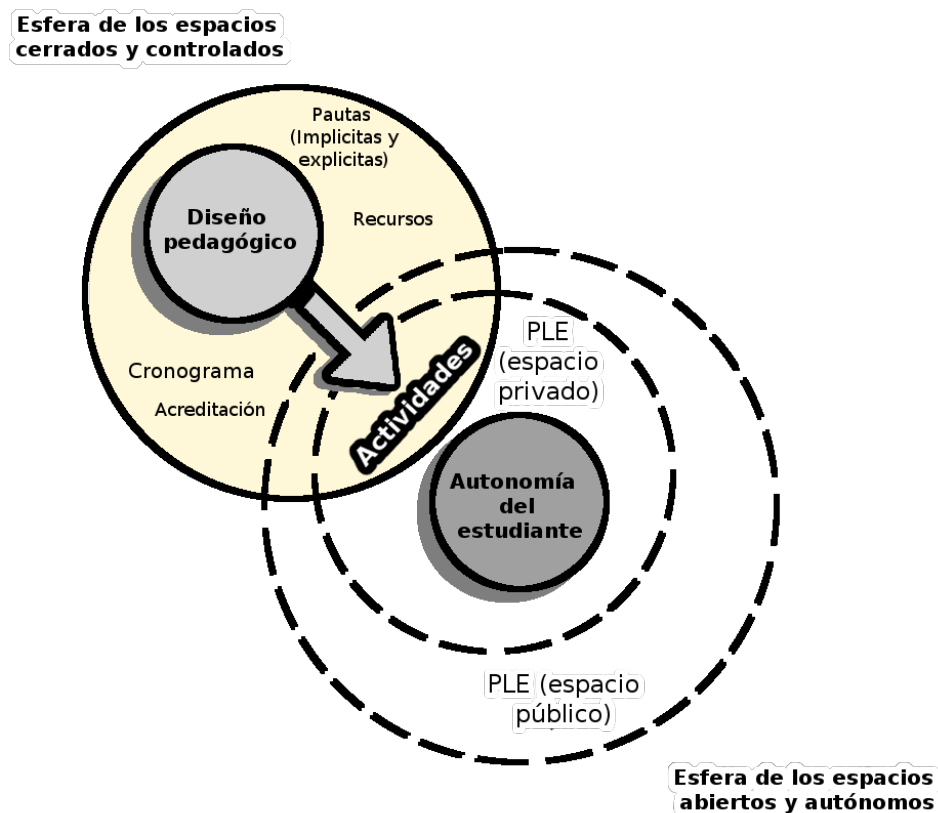 Esfera de los espacios
cerrados y controlados
Pautas
(Implicitas y
explicitas)
Diseño
pedagógico
Recursos
Cronograma
Acreditación
Actividades
PLE
(espacio
privado)
Autonomía
del
estudiante
PLE (espacio
público)
Esfera de los espacios
abiertos y autónomos